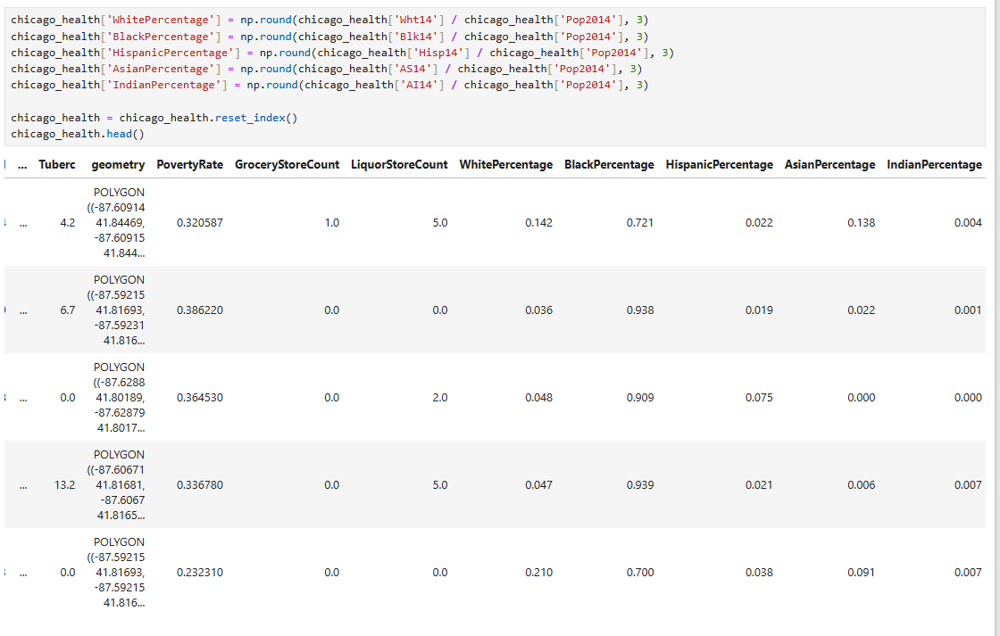 chicago_health['WhitePercentage'] = np.round(chicago_health['Wht14'] / chicago_health['Pop2014'], 3)
chicago_health['BlackPercentage'] = np.round(chicago_health['Blk14'] / chicago_health['Pop2014'], 3)
chicago_health['HispanicPercentage'] = np.round(chicago_health['Hisp14'] / chicago_health['Pop2014'], 3)
chicago_health['AsianPercentage'] = np.round(chicago_health['AS14'] / chicago_health['Pop2014'], 3)
chicago_health['IndianPercentage'] = np.round(chicago_health['AI14'] / chicago_health['Pop2014'], 3)
chicago_health = chicago_health.reset_index()
chicago_health.head()
... Tuberc geometry PovertyRate GroceryStoreCount LiquorStoreCount WhitePercentage BlackPercentage HispanicPercentage AsianPercentage IndianPercentage
POLYGON
((-87.60914
... 4.2 41.84469, 0.320587 1.0 5.0 0.142 0.721 0.022 0.138 0.004
-87.60915
41.844...
POLYGON
((-87.59215
... 6.7 41.81693, 0.386220 0.0 0.0 0.036 0.938 0.019 0.022 0.001
-87.59231
41.816...
POLYGON
((-87.6288
... 0.0 41.80189, 0.364530 0.0 2.0 0.048 0.909 0.075 0.000 0.000
-87.62879
41.8017...
POLYGON
((-87.60671
... 13.2 41.81681, 0.336780 0.0 5.0 0.047 0.939 0.021 0.006 0.007
-87.6067
41.8165...
POLYGON
((-87.59215
... 0.0 41.81693, 0.232310 0.0 0.0 0.210 0.700 0.038 0.091 0.007
-87.59215
41.816...